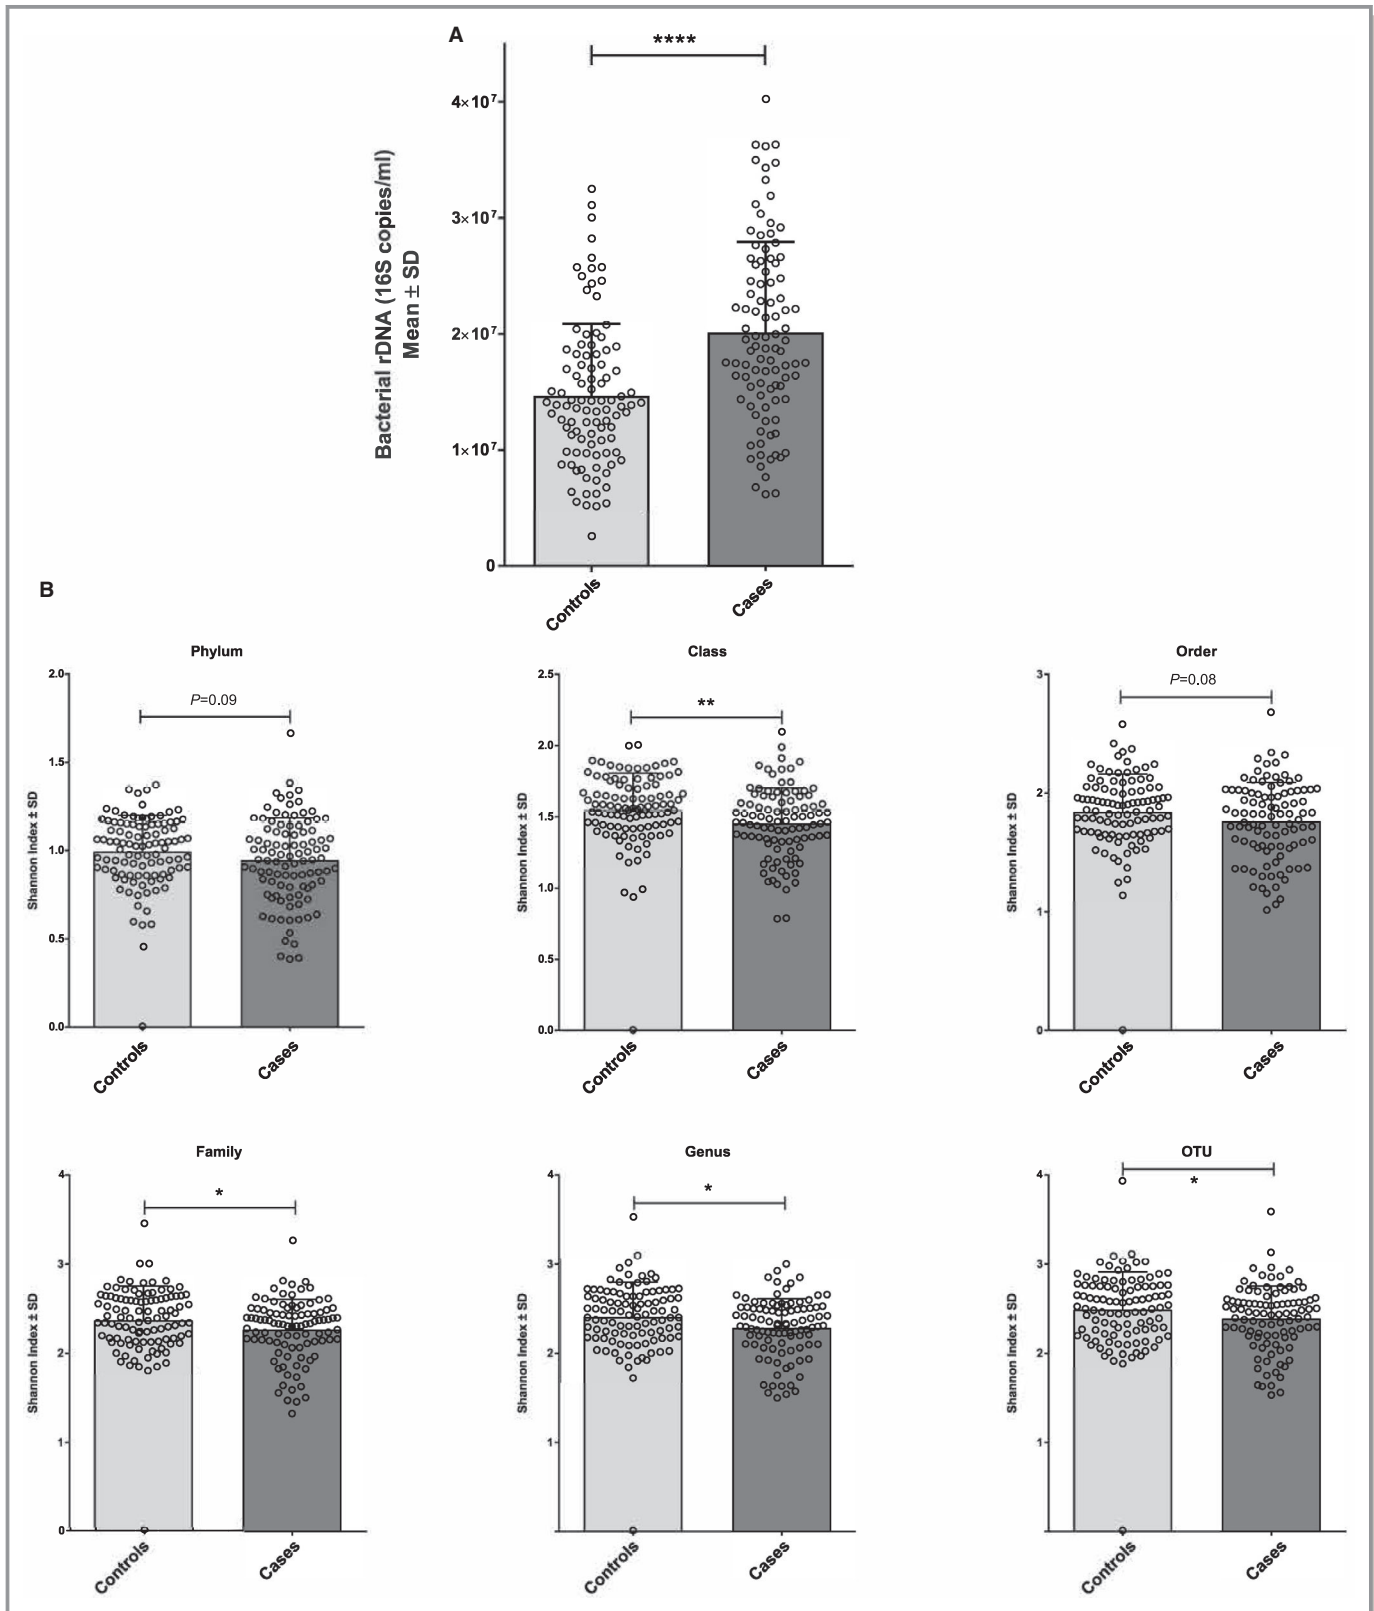 A
****
Bacterial rDNA (16S copies/ml)
Mean ± SD
4×10⁷
3×10⁷
2×10⁷
1×10⁷
0
Controls
Cases
B
Phylum
P=0.09
Shannon Index ± SD
2.0
1.5
1.0
0.5
0.0
Controls
Cases
Class
**
Shannon Index ± SD
2.5
2.0
1.5
1.0
0.5
0.0
Controls
Cases
Order
P=0.08
Shannon Index ± SD
3
2
1
0
Controls
Cases
Family
*
Shannon Index ± SD
4
3
2
1
0
Controls
Cases
Genus
*
Shannon Index ± SD
4
3
2
1
Controls
Cases
OTU
*
Shannon Index ± SD
4
3
2
1
Controls
Cases